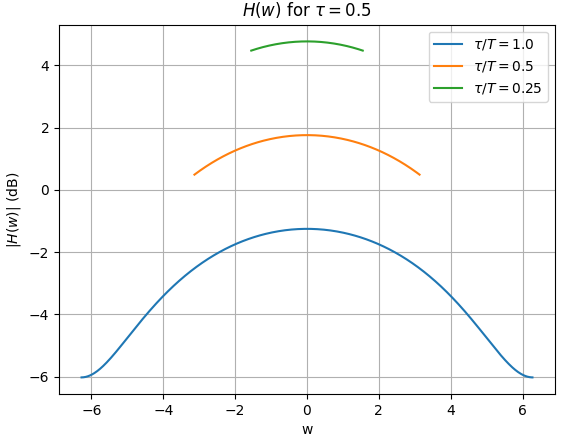 H(w) for τ = 0.5
τ/T = 1.0
τ/T = 0.5
τ/T = 0.25
|H(w)| (dB)
4
2
0
−2
−4
−6
−6 −4 −2 0 2 4 6
w